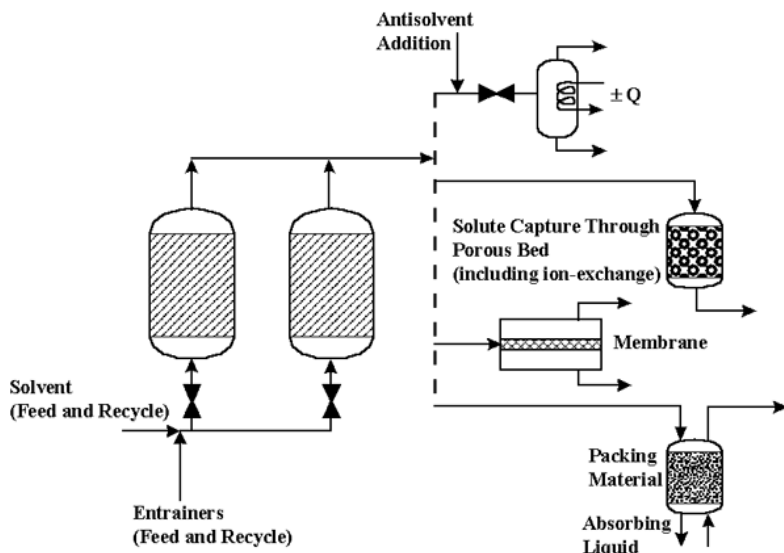 Antisolvent
Addition
± Q
Solute Capture Through
Porous Bed
(including ion-exchange)
Membrane
Solvent
(Feed and Recycle)
Packing
Material
Entrainers
(Feed and Recycle)
Absorbing
Liquid